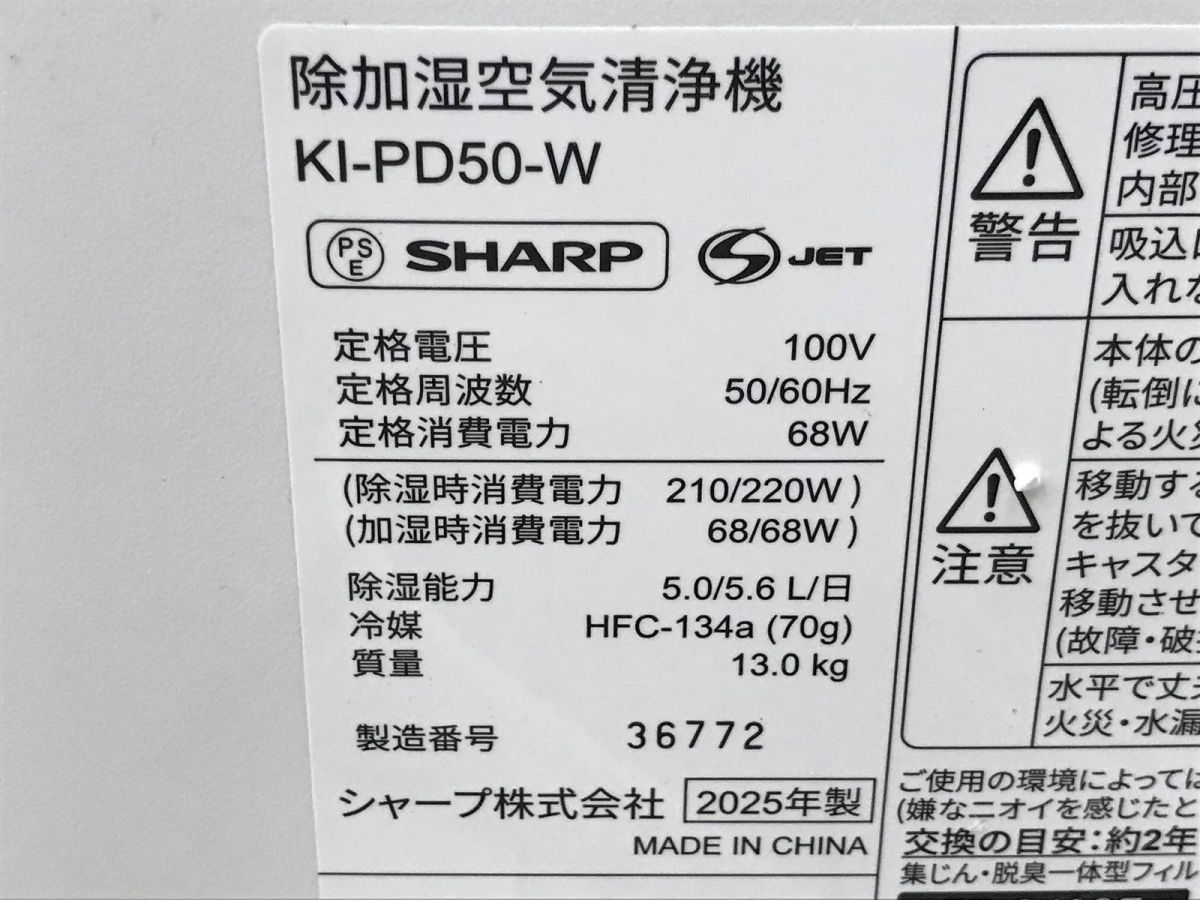 除加湿空気清浄機
KI-PD50-W
PS
E
SHARP
S JET
定格電圧 100V
定格周波数 50/60Hz
定格消費電力 68W
(除湿時消費電力 210/220W)
(加湿時消費電力 68/68W)
除湿能力 5.0/5.6 L/日
冷媒 HFC-134a (70g)
質量 13.0 kg
製造番号 36772
シャープ株式会社 2025年製
MADE IN CHINA
警告
高圧
修理
内部
吸込
入れな
注意
本体の
(転倒に
よる火災
移動する
を抜いて
キャスタ
移動させ
(故障・破
水平で丈
火災・水漏
ご使用の環境によっては
(嫌なニオイを感じたと
交換の目安:約2年
集じん・脱臭一体型フィル